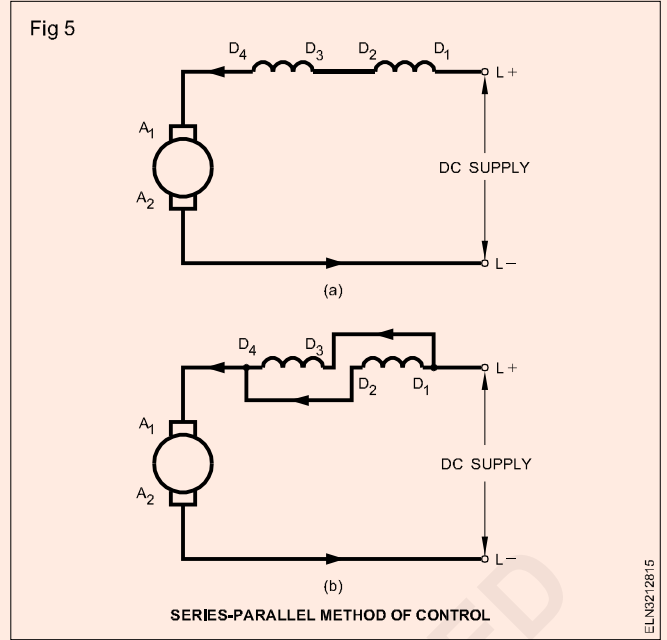 Fig 5
D4 D3 D2 D1
L +
A1
DC SUPPLY
A2
L –
(a)
D4 D3
L +
D2 D1
A1
DC SUPPLY
A2
L –
(b)
SERIES-PARALLEL METHOD OF CONTROL
ELN3212815